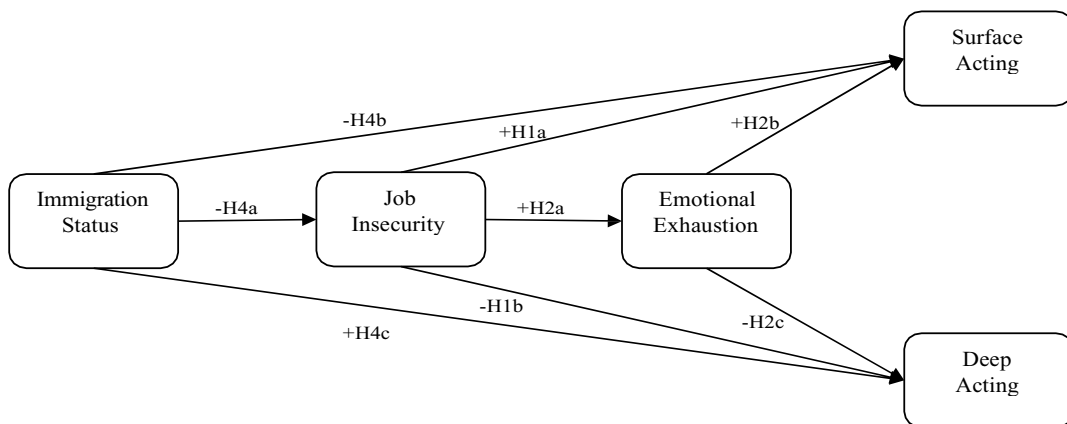 Surface
Acting
-H4b
+H1a
+H2b
Immigration
Status
-H4a
Job
Insecurity
+H2a
Emotional
Exhaustion
-H1b
+H4c
-H2c
Deep
Acting